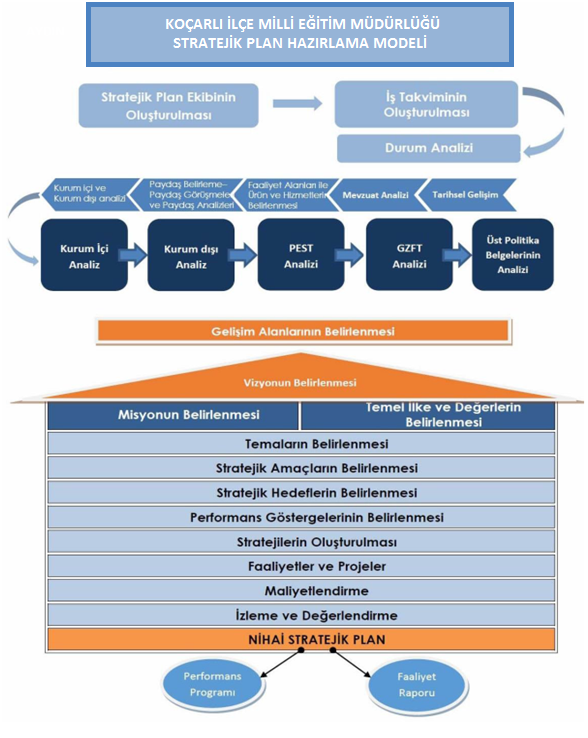 KOÇARLI İLÇE MİLLİ EĞİTİM MÜDÜRLÜĞÜ
STRATEJİK PLAN HAZIRLAMA MODELİ
Stratejik Plan Ekibinin
Oluşturulması
İş Takviminin
Oluşturulması
Durum Analizi
Kurum içi ve
Kurum dışı analizi
Paydaş Belirleme–
Paydaş Görüşmele
ve Paydaş Analizleri
Faaliyet Alanları ile
Ürün ve Hizmetleri
Belirlenmesi
Mevzuat Analizi
Tarihsel Gelişim
Kurum İçi
Analiz
Kurum dışı
Analiz
PEST
Analizi
GZFT
Analizi
Üst Politika
Belgelerinin
Analizi
Gelişim Alanlarının Belirlenmesi
Vizyonun Belirlenmesi
Misyonun Belirlenmesi
Temel İlke ve Değerlerin
Belirlenmesi
Temaların Belirlenmesi
Stratejik Amaçların Belirlenmesi
Stratejik Hedeflerin Belirlenmesi
Performans Göstergelerinin Belirlenmesi
Stratejilerin Oluşturulması
Faaliyetler ve Projeler
Maliyetlendirme
İzleme ve Değerlendirme
NİHAİ STRATEJİK PLAN
Performans
Programı
Faaliyet
Raporu